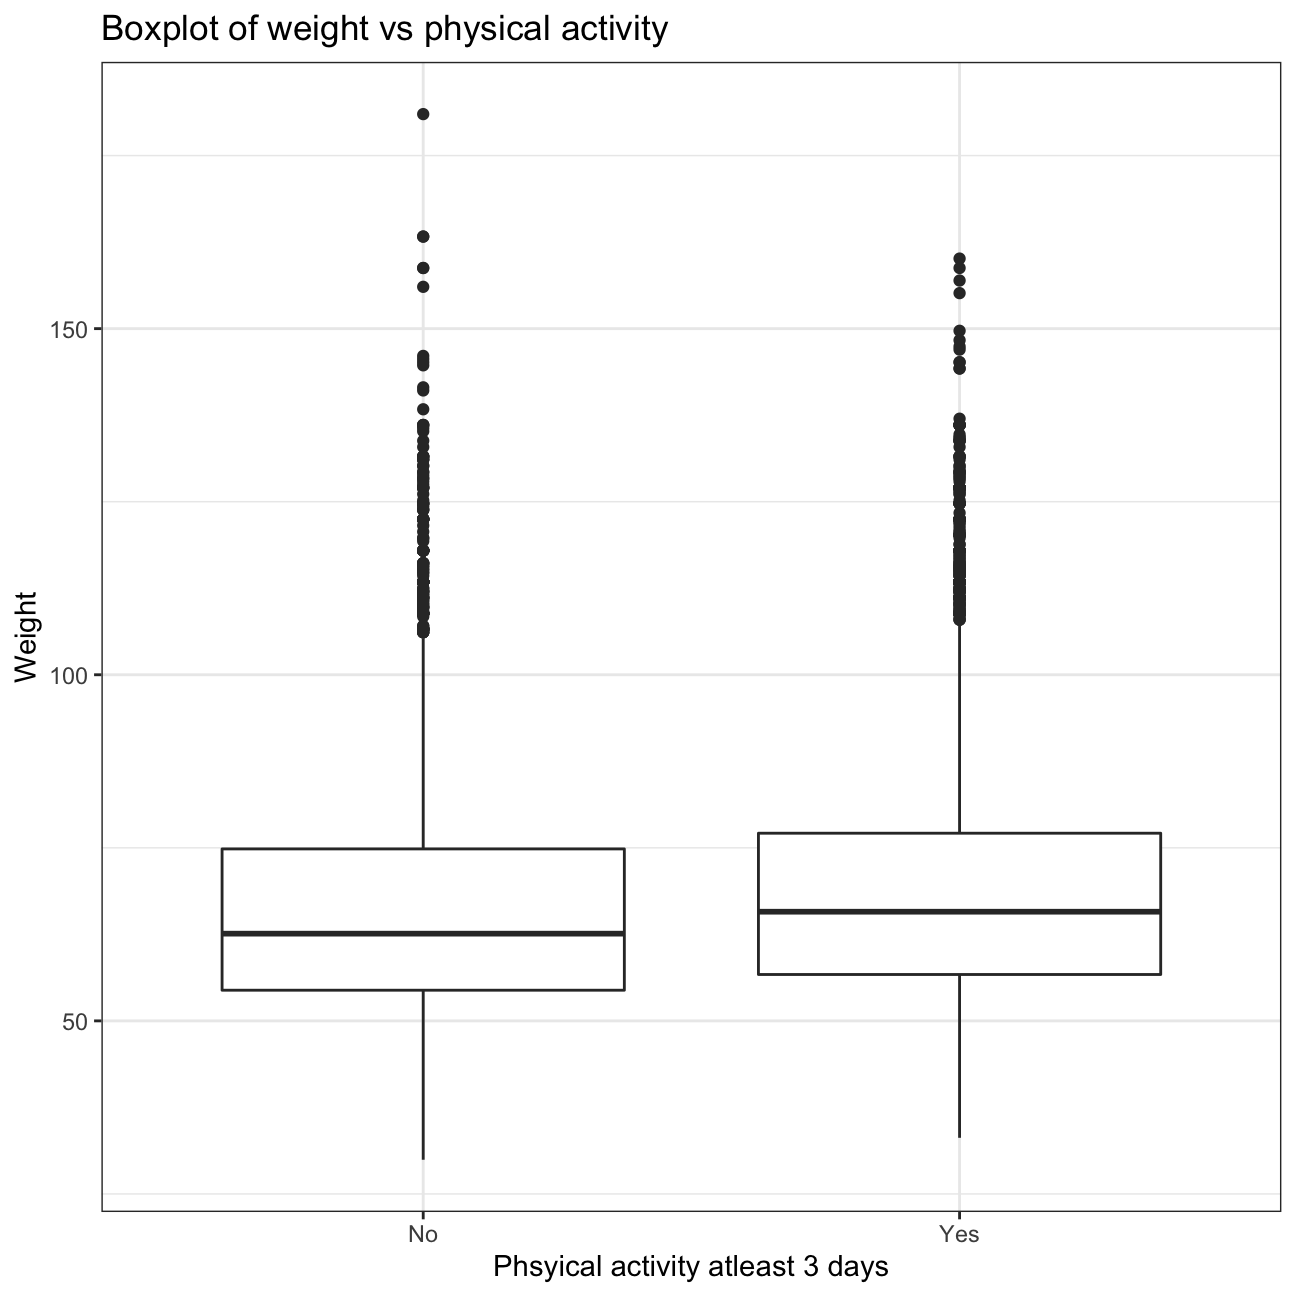 Boxplot of weight vs physical activity
Weight
150
100
50
No
Yes
Phsyical activity atleast 3 days